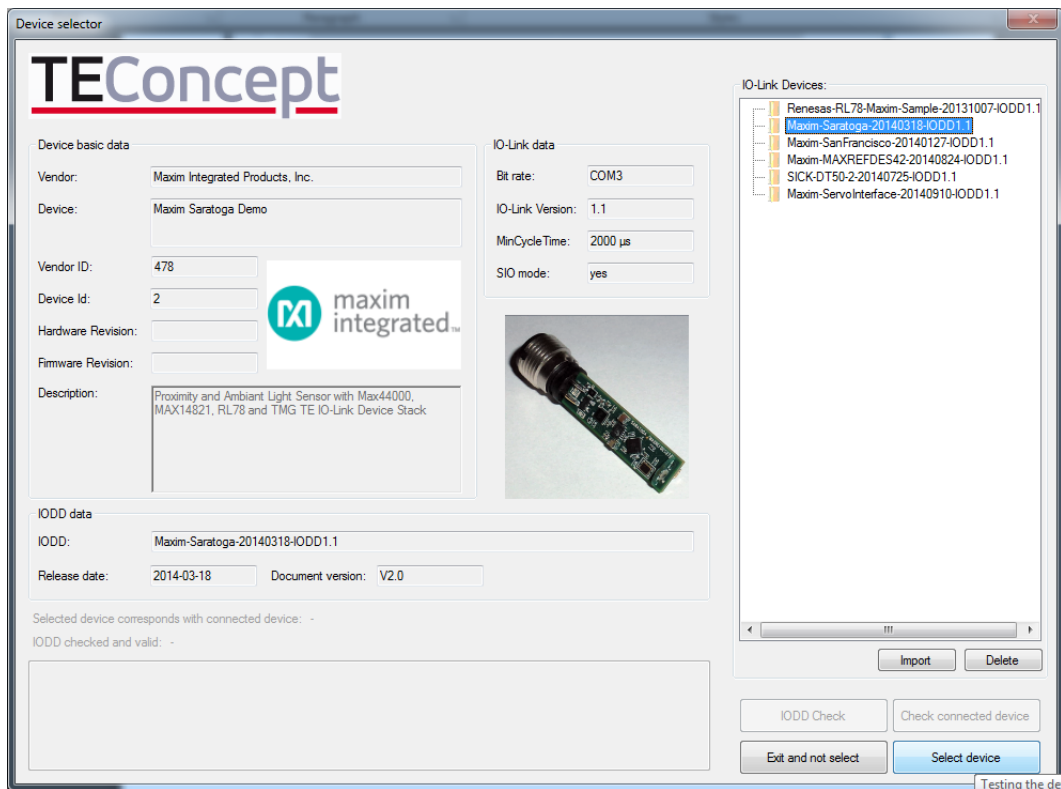 Device selector
TEConcept
Device basic data
Vendor: Maxim Integrated Products, Inc.
Device: Maxim Saratoga Demo
Vendor ID: 478
Device Id: 2
Hardware Revision:
Firmware Revision:
maxim
integrated™
Description: Proximity and Ambiant Light Sensor with Max44000,
MAX14821, RL78 and TMG TE IO-Link Device Stack
IO-Link data
Bit rate: COM3
IO-Link Version: 1.1
MinCycleTime: 2000 µs
SIO mode: yes
IODD data
IODD: Maxim-Saratoga-20140318-IODD1.1
Release date: 2014-03-18 Document version: V2.0
Selected device corresponds with connected device: -
IODD checked and valid: -
IO-Link Devices:
Renesas-RL78-Maxim-Sample-20131007-IODD1.1
Maxim-Saratoga-20140318-IODD1.1
Maxim-SanFrancisco-20140127-IODD1.1
Maxim-MAXREFDES42-20140824-IODD1.1
SICK-DT50-2-20140725-IODD1.1
Maxim-ServoInterface-20140910-IODD1.1
Import Delete
IODD Check Check connected device
Exit and not select Select device
Testing the de